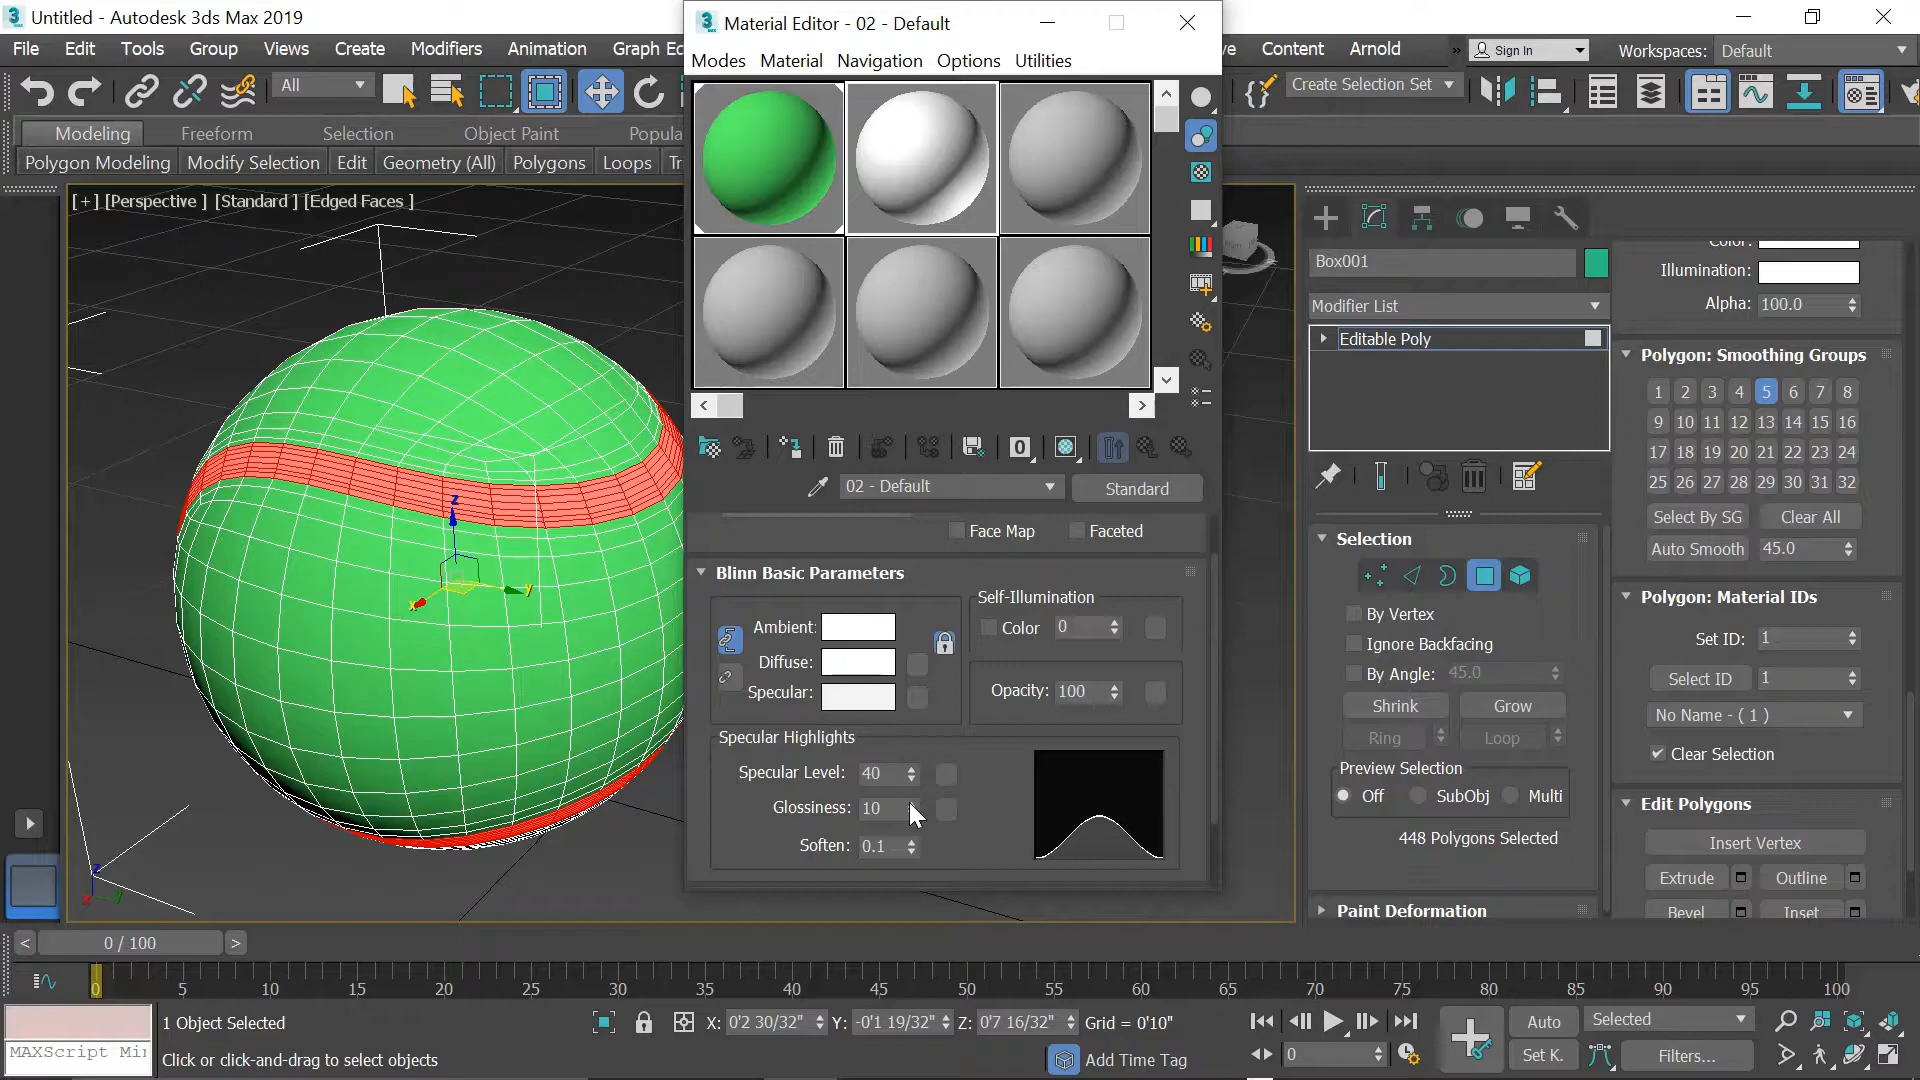 Untitled - Autodesk 3ds Max 2019
File Edit Tools Group Views Create Modifiers Animation Graph Ed
Content Arnold » Sign In Workspaces: Default
All
Create Selection Set
Modeling Freeform Selection Object Paint Popula
Polygon Modeling Modify Selection Edit Geometry (All) Polygons Loops Tr
[ + ] [Perspective ] [Standard ] [Edged Faces ]
z
x
y
Material Editor - 02 - Default
Modes Material Navigation Options Utilities
0
02 - Default Standard
Face Map Faceted
Blinn Basic Parameters
Ambient:
Diffuse:
Specular:
Self-Illumination
Color 0
Opacity: 100
Specular Highlights
Specular Level: 40
Glossiness: 10
Soften: 0.1
Box001
Modifier List
Editable Poly
Selection
By Vertex
Ignore Backfacing
By Angle: 45.0
Shrink Grow
Ring Loop
Preview Selection
Off SubObj Multi
448 Polygons Selected
Paint Deformation
Color:
Illumination:
Alpha: 100.0
Polygon: Smoothing Groups
1 2 3 4 5 6 7 8
9 10 11 12 13 14 15 16
17 18 19 20 21 22 23 24
25 26 27 28 29 30 31 32
Select By SG Clear All
Auto Smooth 45.0
Polygon: Material IDs
Set ID: 1
Select ID 1
No Name - ( 1 )
Clear Selection
Edit Polygons
Insert Vertex
Extrude Outline
Bevel Inset
< 0 / 100 >
0 5 10 15 20 25 30 35 40 45 50 55 60 65 70 75 80 85 90 95 100
1 Object Selected
X: 0'2 30/32" Y: -0'1 19/32" Z: 0'7 16/32" Grid = 0'10"
Auto Selected
MAXScript Mi
Click or click-and-drag to select objects
Add Time Tag
0
Set K. Filters...